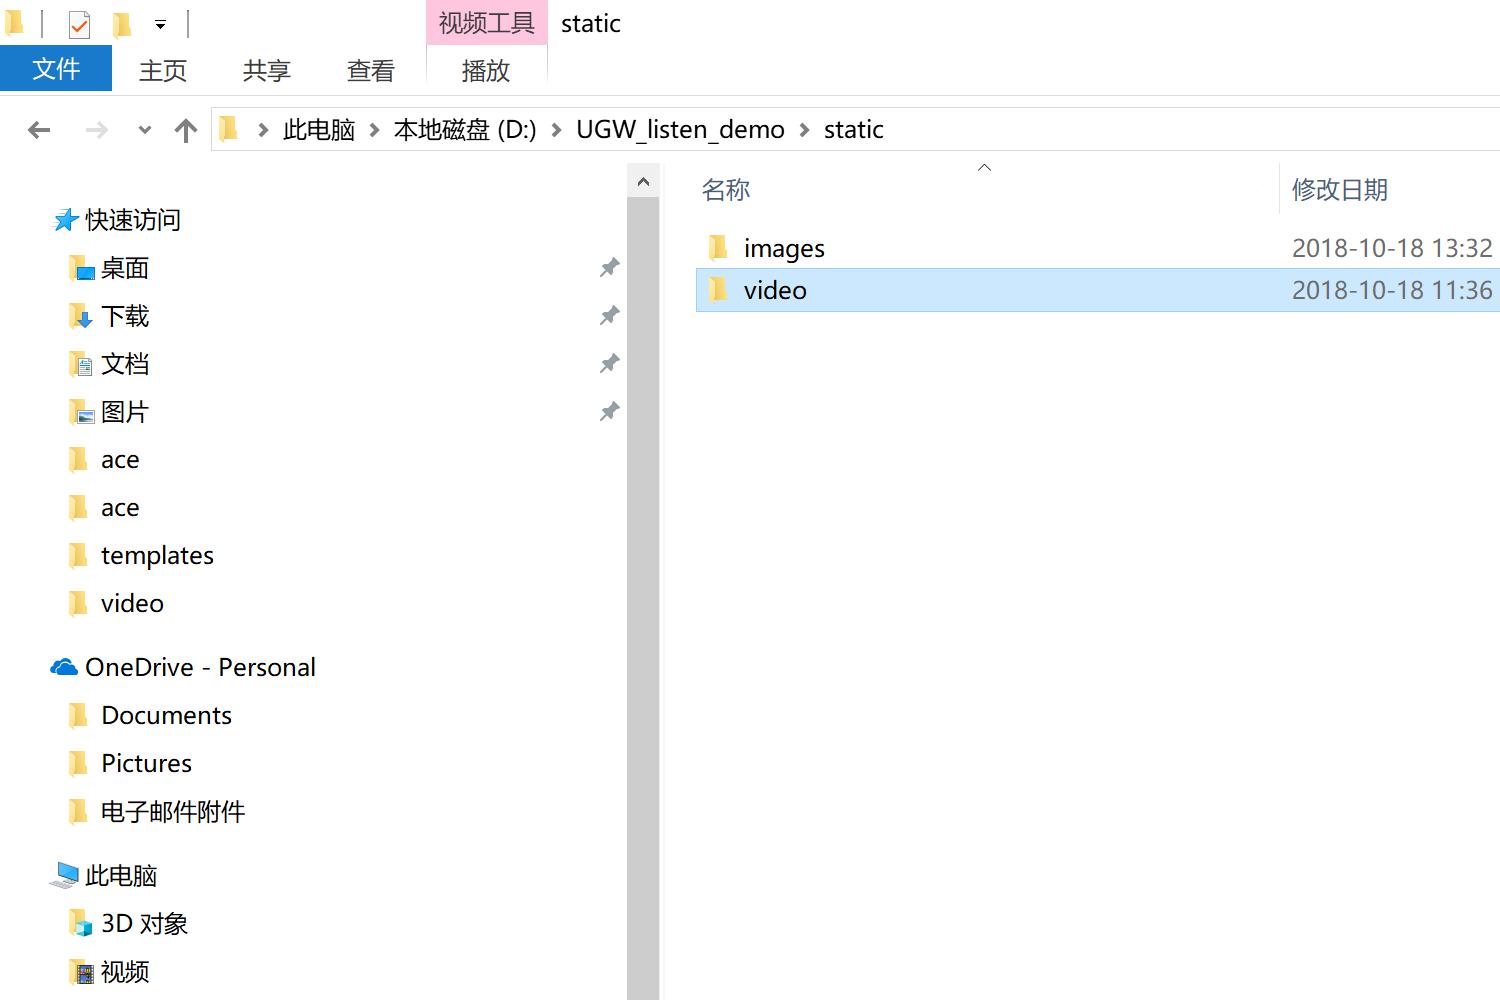 视频工具 static
文件 主页 共享 查看 播放
此电脑 本地磁盘 (D:) UGW_listen_demo static
名称 修改日期
images 2018-10-18 13:32
video 2018-10-18 11:36
快速访问
桌面
下载
文档
图片
ace
ace
templates
video
OneDrive - Personal
Documents
Pictures
电子邮件附件
此电脑
3D 对象
视频